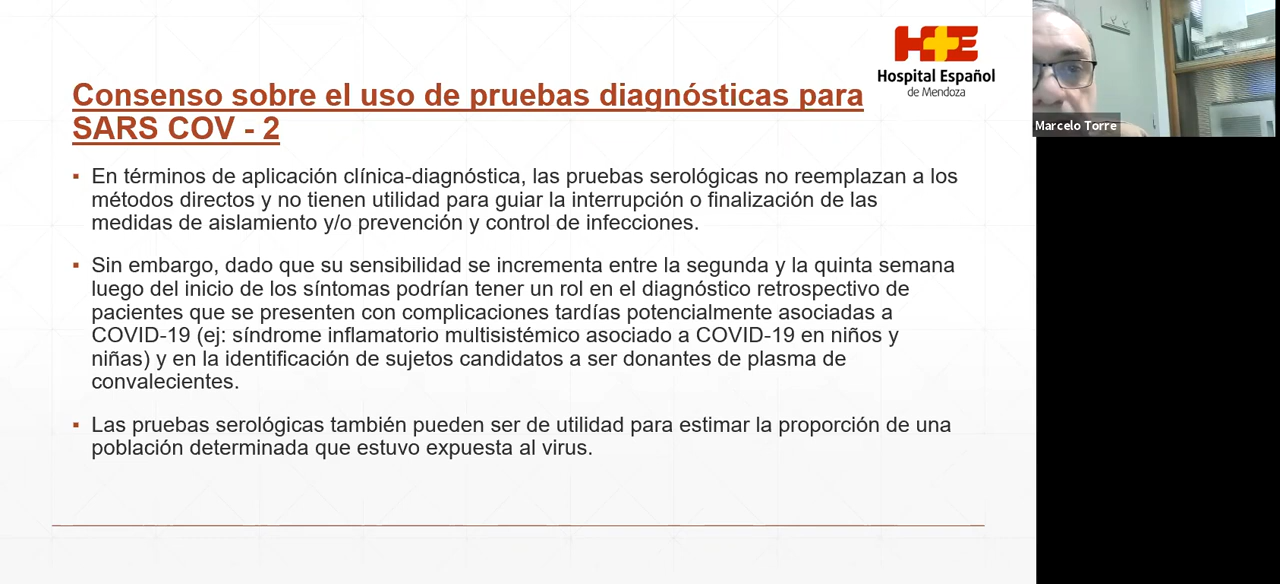 HE
Hospital Español
de Mendoza
Consenso sobre el uso de pruebas diagnósticas para
SARS COV - 2
▪ En términos de aplicación clínica-diagnóstica, las pruebas serológicas no reemplazan a los
métodos directos y no tienen utilidad para guiar la interrupción o finalización de las
medidas de aislamiento y/o prevención y control de infecciones.
▪ Sin embargo, dado que su sensibilidad se incrementa entre la segunda y la quinta semana
luego del inicio de los síntomas podrían tener un rol en el diagnóstico retrospectivo de
pacientes que se presenten con complicaciones tardías potencialmente asociadas a
COVID-19 (ej: síndrome inflamatorio multisistémico asociado a COVID-19 en niños y
niñas) y en la identificación de sujetos candidatos a ser donantes de plasma de
convalecientes.
▪ Las pruebas serológicas también pueden ser de utilidad para estimar la proporción de una
población determinada que estuvo expuesta al virus.
Marcelo Torre